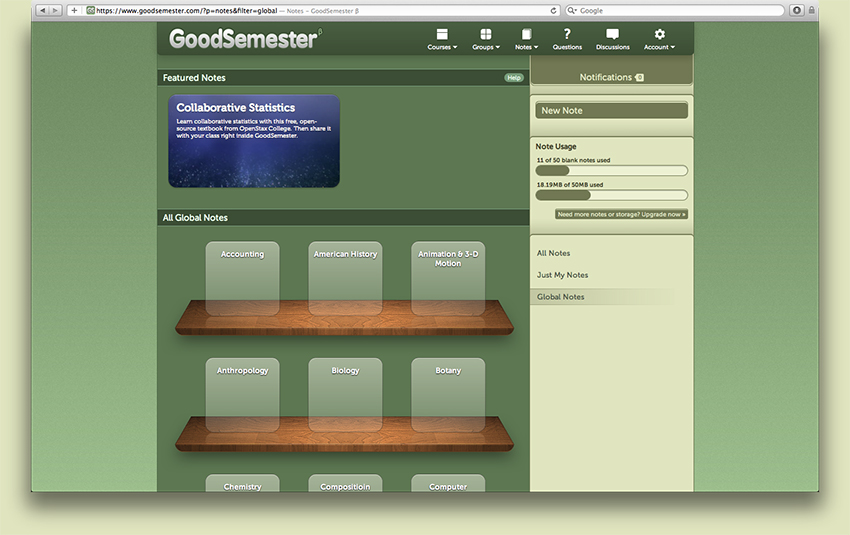 https://www.goodsemester.com/?p=notes&filter=global — Notes – GoodSemester β
Google
GoodSemester β
Courses
Groups
Notes
Questions
Discussions
Account
Featured Notes
Help
Notifications 0
Collaborative Statistics
Learn collaborative statistics with this free, open-
source textbook from OpenStax College. Then share it
with your class right inside GoodSemester.
New Note
Note Usage
11 of 50 blank notes used
18.19MB of 50MB used
Need more notes or storage? Upgrade now »
All Global Notes
All Notes
Just My Notes
Global Notes
Accounting
American History
Animation & 3-D
Motion
Anthropology
Biology
Botany
Chemistry
Compositioin
Computer